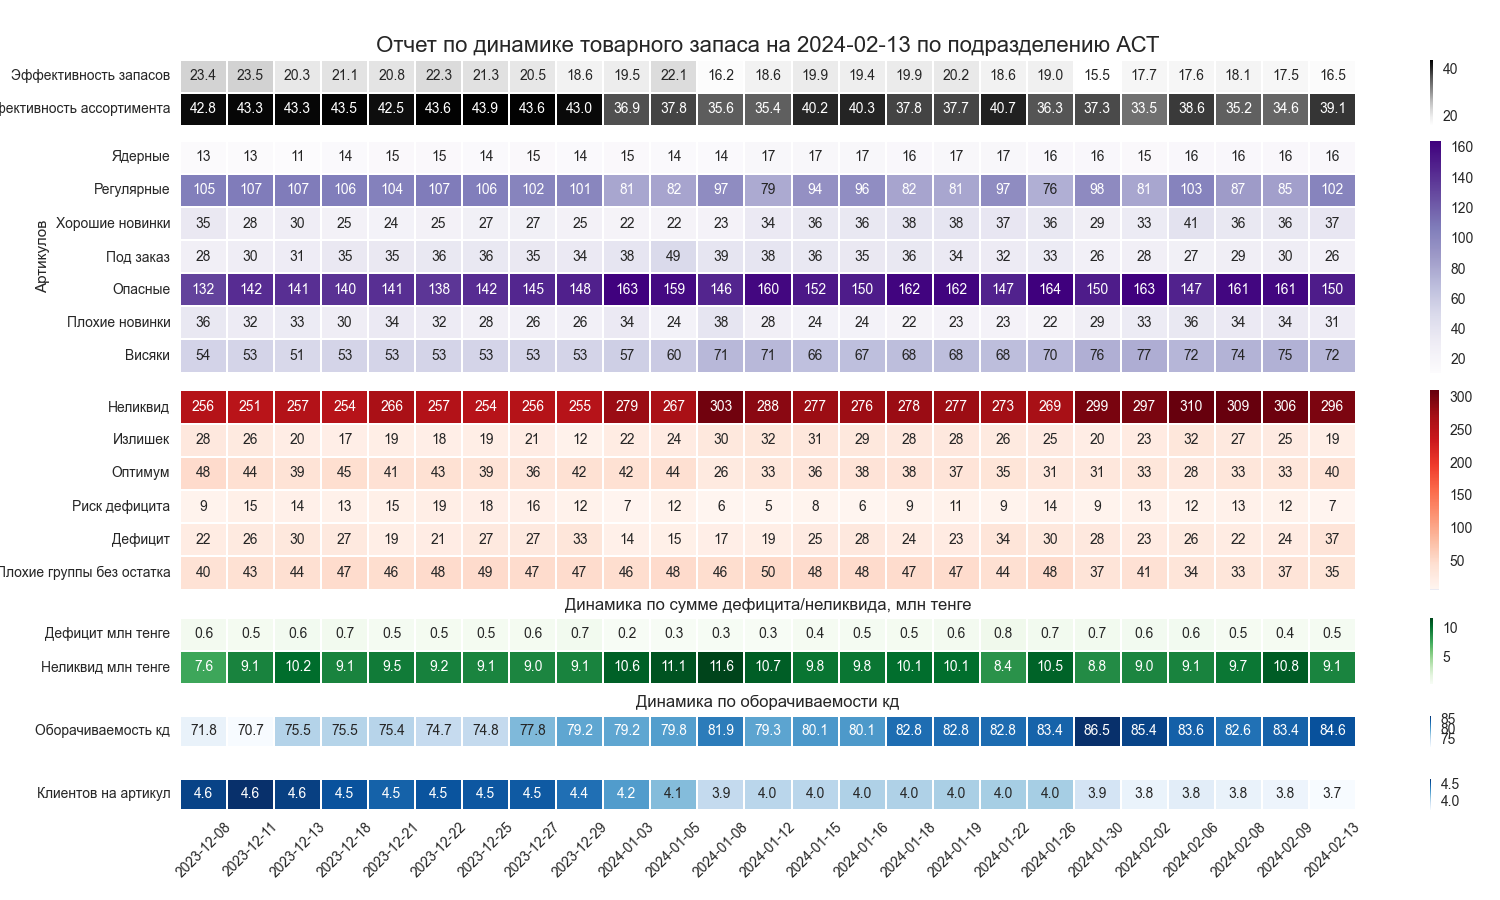 Отчет по динамике товарного запаса на 2024-02-13 по подразделению АСТ
Эффективность запасов 23.4 23.5 20.3 21.1 20.8 22.3 21.3 20.5 18.6 19.5 22.1 16.2 18.6 19.9 19.4 19.9 20.2 18.6 19.0 15.5 17.7 17.6 18.1 17.5 16.5
фективность ассортимента 42.8 43.3 43.3 43.5 42.5 43.6 43.9 43.6 43.0 36.9 37.8 35.6 35.4 40.2 40.3 37.8 37.7 40.7 36.3 37.3 33.5 38.6 35.2 34.6 39.1
40
20
Артикулов
Ядерные 13 13 11 14 15 15 14 15 14 15 14 14 17 17 17 16 17 17 16 16 15 16 16 16 16
Регулярные 105 107 107 106 104 107 106 102 101 81 82 97 79 94 96 82 81 97 76 98 81 103 87 85 102
Хорошие новинки 35 28 30 25 24 25 27 27 25 22 22 23 34 36 36 38 38 37 36 29 33 41 36 36 37
Под заказ 28 30 31 35 35 36 36 35 34 38 49 39 38 36 35 36 34 32 33 26 28 27 29 30 26
Опасные 132 142 141 140 141 138 142 145 148 163 159 146 160 152 150 162 162 147 164 150 163 147 161 161 150
Плохие новинки 36 32 33 30 34 32 28 26 26 34 24 38 28 24 24 22 23 23 22 29 33 36 34 34 31
Висяки 54 53 51 53 53 53 53 53 53 57 60 71 71 66 67 68 68 68 70 76 77 72 74 75 72
160
140
120
100
80
60
40
20
Неликвид 256 251 257 254 266 257 254 256 255 279 267 303 288 277 276 278 277 273 269 299 297 310 309 306 296
Излишек 28 26 20 17 19 18 19 21 12 22 24 30 32 31 29 28 28 26 25 20 23 32 27 25 19
Оптимум 48 44 39 45 41 43 39 36 42 42 44 26 33 36 38 38 37 35 31 31 33 28 33 33 40
Риск дефицита 9 15 14 13 15 19 18 16 12 7 12 6 5 8 6 9 11 9 14 9 13 12 13 12 7
Дефицит 22 26 30 27 19 21 27 27 33 14 15 17 19 25 28 24 23 34 30 28 23 26 22 24 37
Плохие группы без остатка 40 43 44 47 46 48 49 47 47 46 48 46 50 48 48 47 47 44 48 37 41 34 33 37 35
300
250
200
150
100
50
Динамика по сумме дефицита/неликвида, млн тенге
Дефицит млн тенге 0.6 0.5 0.6 0.7 0.5 0.5 0.5 0.6 0.7 0.2 0.3 0.3 0.3 0.4 0.5 0.5 0.6 0.8 0.7 0.7 0.6 0.6 0.5 0.4 0.5
Неликвид млн тенге 7.6 9.1 10.2 9.1 9.5 9.2 9.1 9.0 9.1 10.6 11.1 11.6 10.7 9.8 9.8 10.1 10.1 8.4 10.5 8.8 9.0 9.1 9.7 10.8 9.1
10
5
Динамика по оборачиваемости кд
Оборачиваемость кд 71.8 70.7 75.5 75.5 75.4 74.7 74.8 77.8 79.2 79.2 79.8 81.9 79.3 80.1 80.1 82.8 82.8 82.8 83.4 86.5 85.4 83.6 82.6 83.4 84.6
85
80
75
Клиентов на артикул 4.6 4.6 4.6 4.5 4.5 4.5 4.5 4.5 4.4 4.2 4.1 3.9 4.0 4.0 4.0 4.0 4.0 4.0 4.0 3.9 3.8 3.8 3.8 3.8 3.7
4.5
4.0
2023-12-08 2023-12-11 2023-12-13 2023-12-18 2023-12-21 2023-12-22 2023-12-25 2023-12-27 2023-12-29 2024-01-03 2024-01-05 2024-01-08 2024-01-12 2024-01-15 2024-01-16 2024-01-18 2024-01-19 2024-01-22 2024-01-26 2024-01-30 2024-02-02 2024-02-06 2024-02-08 2024-02-09 2024-02-13